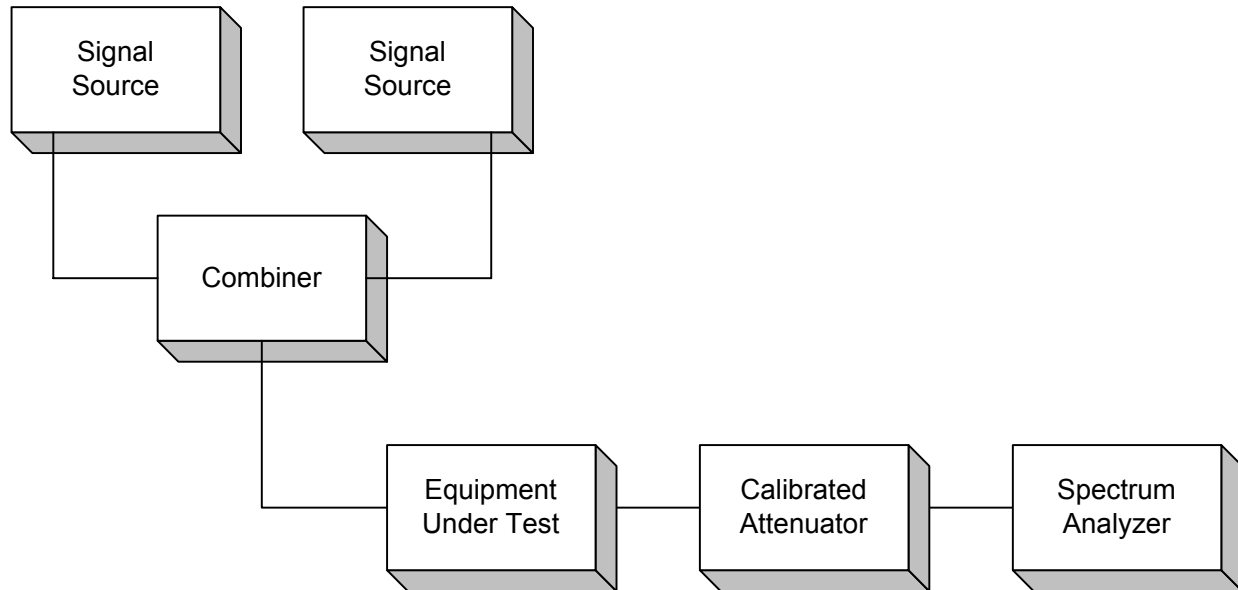 Signal
Source
Signal
Source
Combiner
Equipment
Under Test
Calibrated
Attenuator
Spectrum
Analyzer